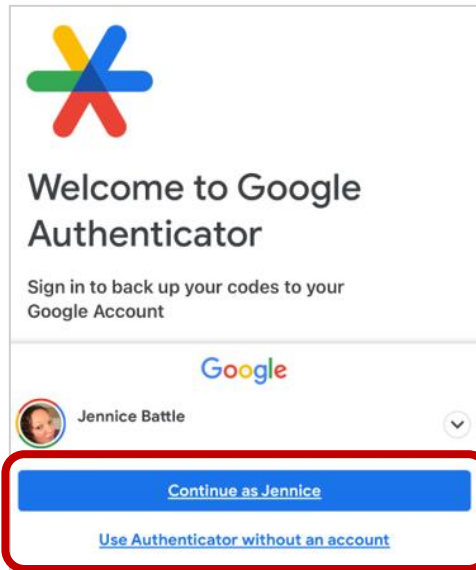 Welcome to Google
Authenticator
Sign in to back up your codes to your
Google Account
Google
Jennice Battle
Continue as Jennice
Use Authenticator without an account